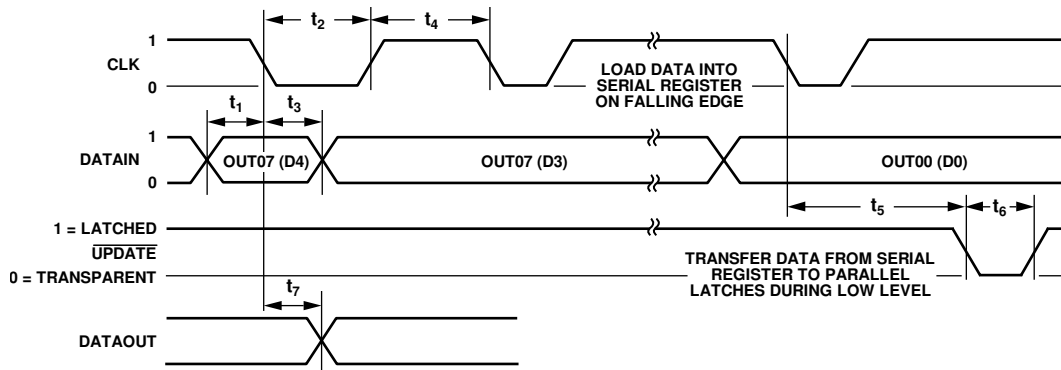 t2
t4
1
CLK
0
LOAD DATA INTO
SERIAL REGISTER
ON FALLING EDGE
t1
t3
1
DATAIN
0
OUT07 (D4)
OUT07 (D3)
OUT00 (D0)
t5
t6
1 = LATCHED
UPDATE
0 = TRANSPARENT
TRANSFER DATA FROM SERIAL
REGISTER TO PARALLEL
LATCHES DURING LOW LEVEL
t7
DATAOUT